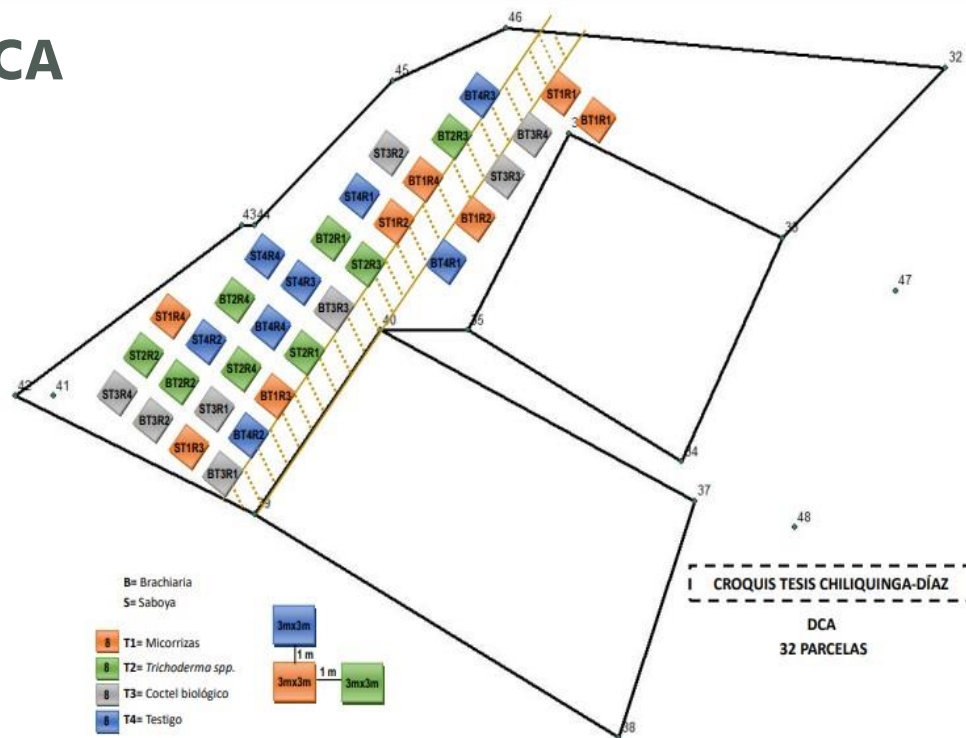 CA
46
32
45
BT4R3
ST1R1
BT1R1
BT2R3
BT3R4
3
ST3R2
BT1R4
ST3R3
ST4R1
ST1R2
BT1R2
4344
BT2R1
ST2R3
BT4R1
ST4R4
ST4R3
BT3R3
47
BT2R4
BT4R4
ST1R4
ST4R2
40
35
ST2R2
ST2R4
ST2R1
42
41
BT2R2
BT1R3
ST3R4
ST3R1
BT3R2
BT4R2
ST1R3
BT3R1
34
37
39
48
38
B= Brachiaria
S= Saboya
8 T1= Micorrizas
8 T2= Trichoderma spp.
8 T3= Coctel biológico
8 T4= Testigo
3mx3m
1 m
3mx3m
1 m
3mx3m
CROQUIS TESIS CHILIQUINGA-DÍAZ
DCA
32 PARCELAS